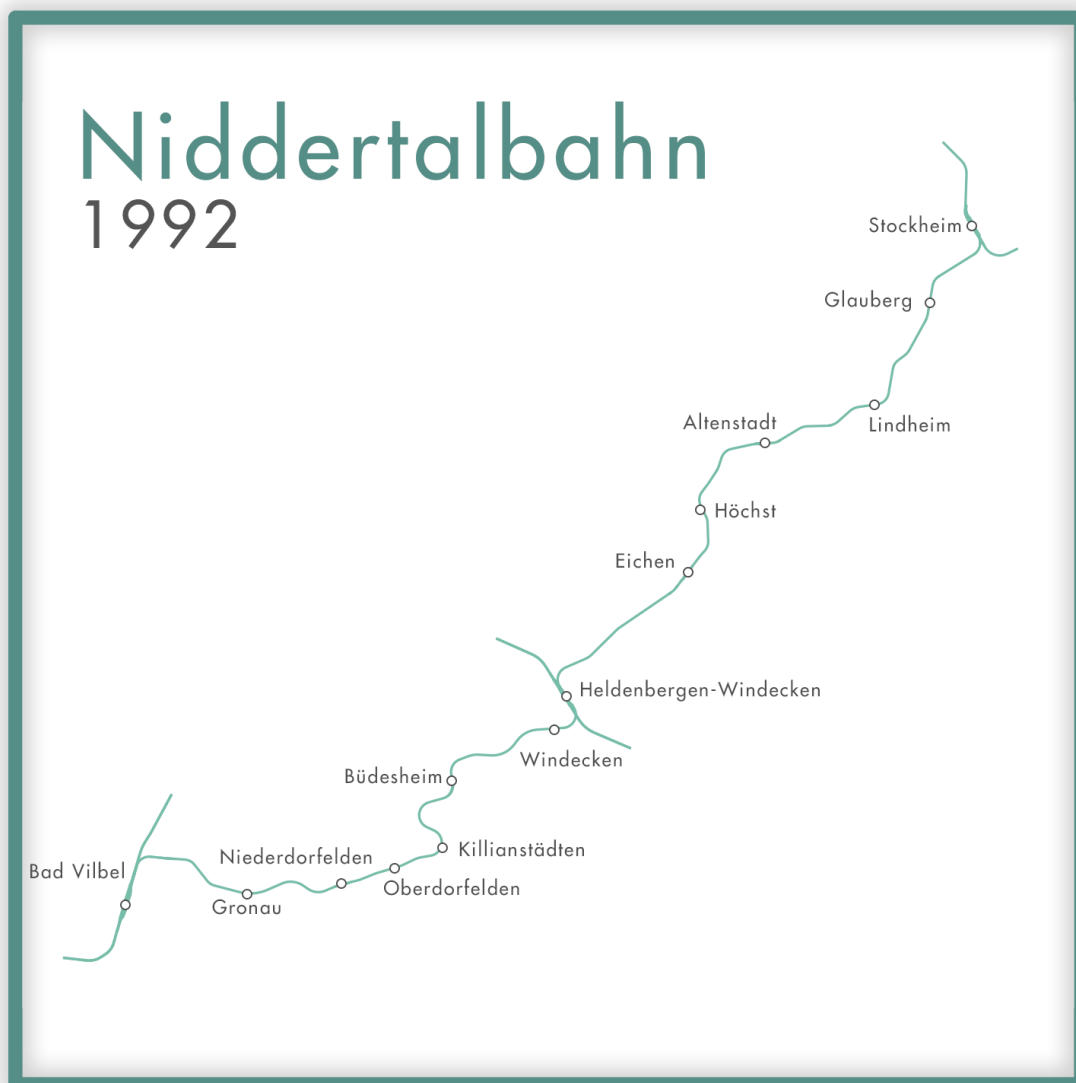 Niddertalbahn
1992
Stockheim
Glauberg
Altenstadt
Lindheim
Höchst
Eichen
Heldenbergen-Windecken
Windecken
Büdesheim
Killianstädten
Niederdorfelden
Bad Vilbel
Oberdorfelden
Gronau